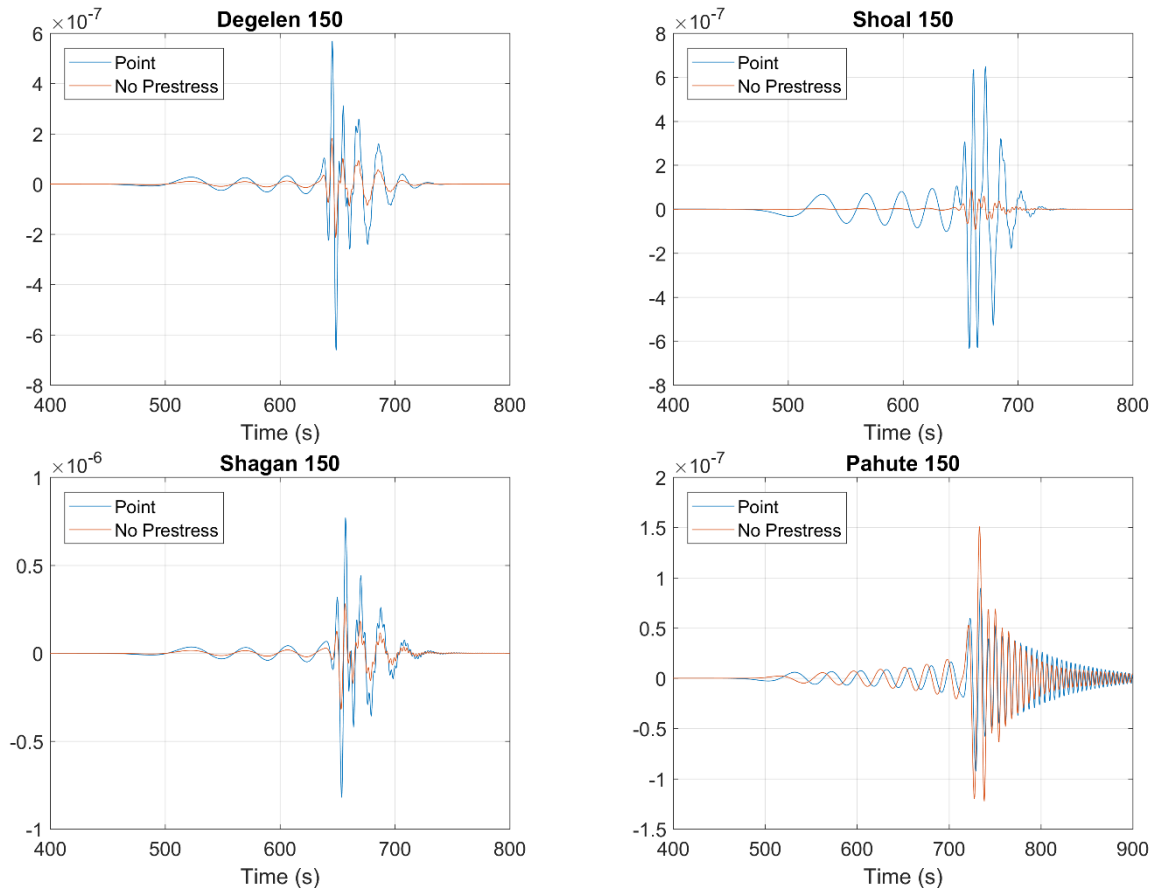 Degelen 150
×10-7
Point
No Prestress
6
4
2
0
-2
-4
-6
-8
400 500 600 700 800
Time (s)
Shoal 150
×10-7
Point
No Prestress
8
6
4
2
0
-2
-4
-6
-8
400 500 600 700 800
Time (s)
Shagan 150
×10-6
Point
No Prestress
1
0.5
0
-0.5
-1
400 500 600 700 800
Time (s)
Pahute 150
×10-7
Point
No Prestress
2
1.5
1
0.5
0
-0.5
-1
-1.5
400 500 600 700 800 900
Time (s)